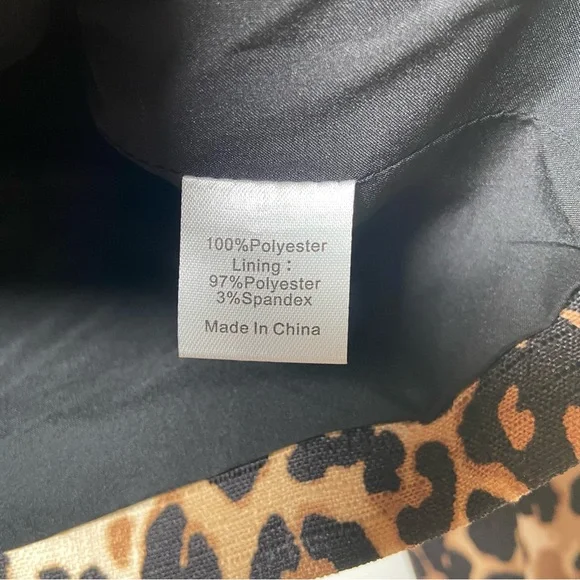 100%Polyester
Lining：
97%Polyester
3%Spandex
Made In China